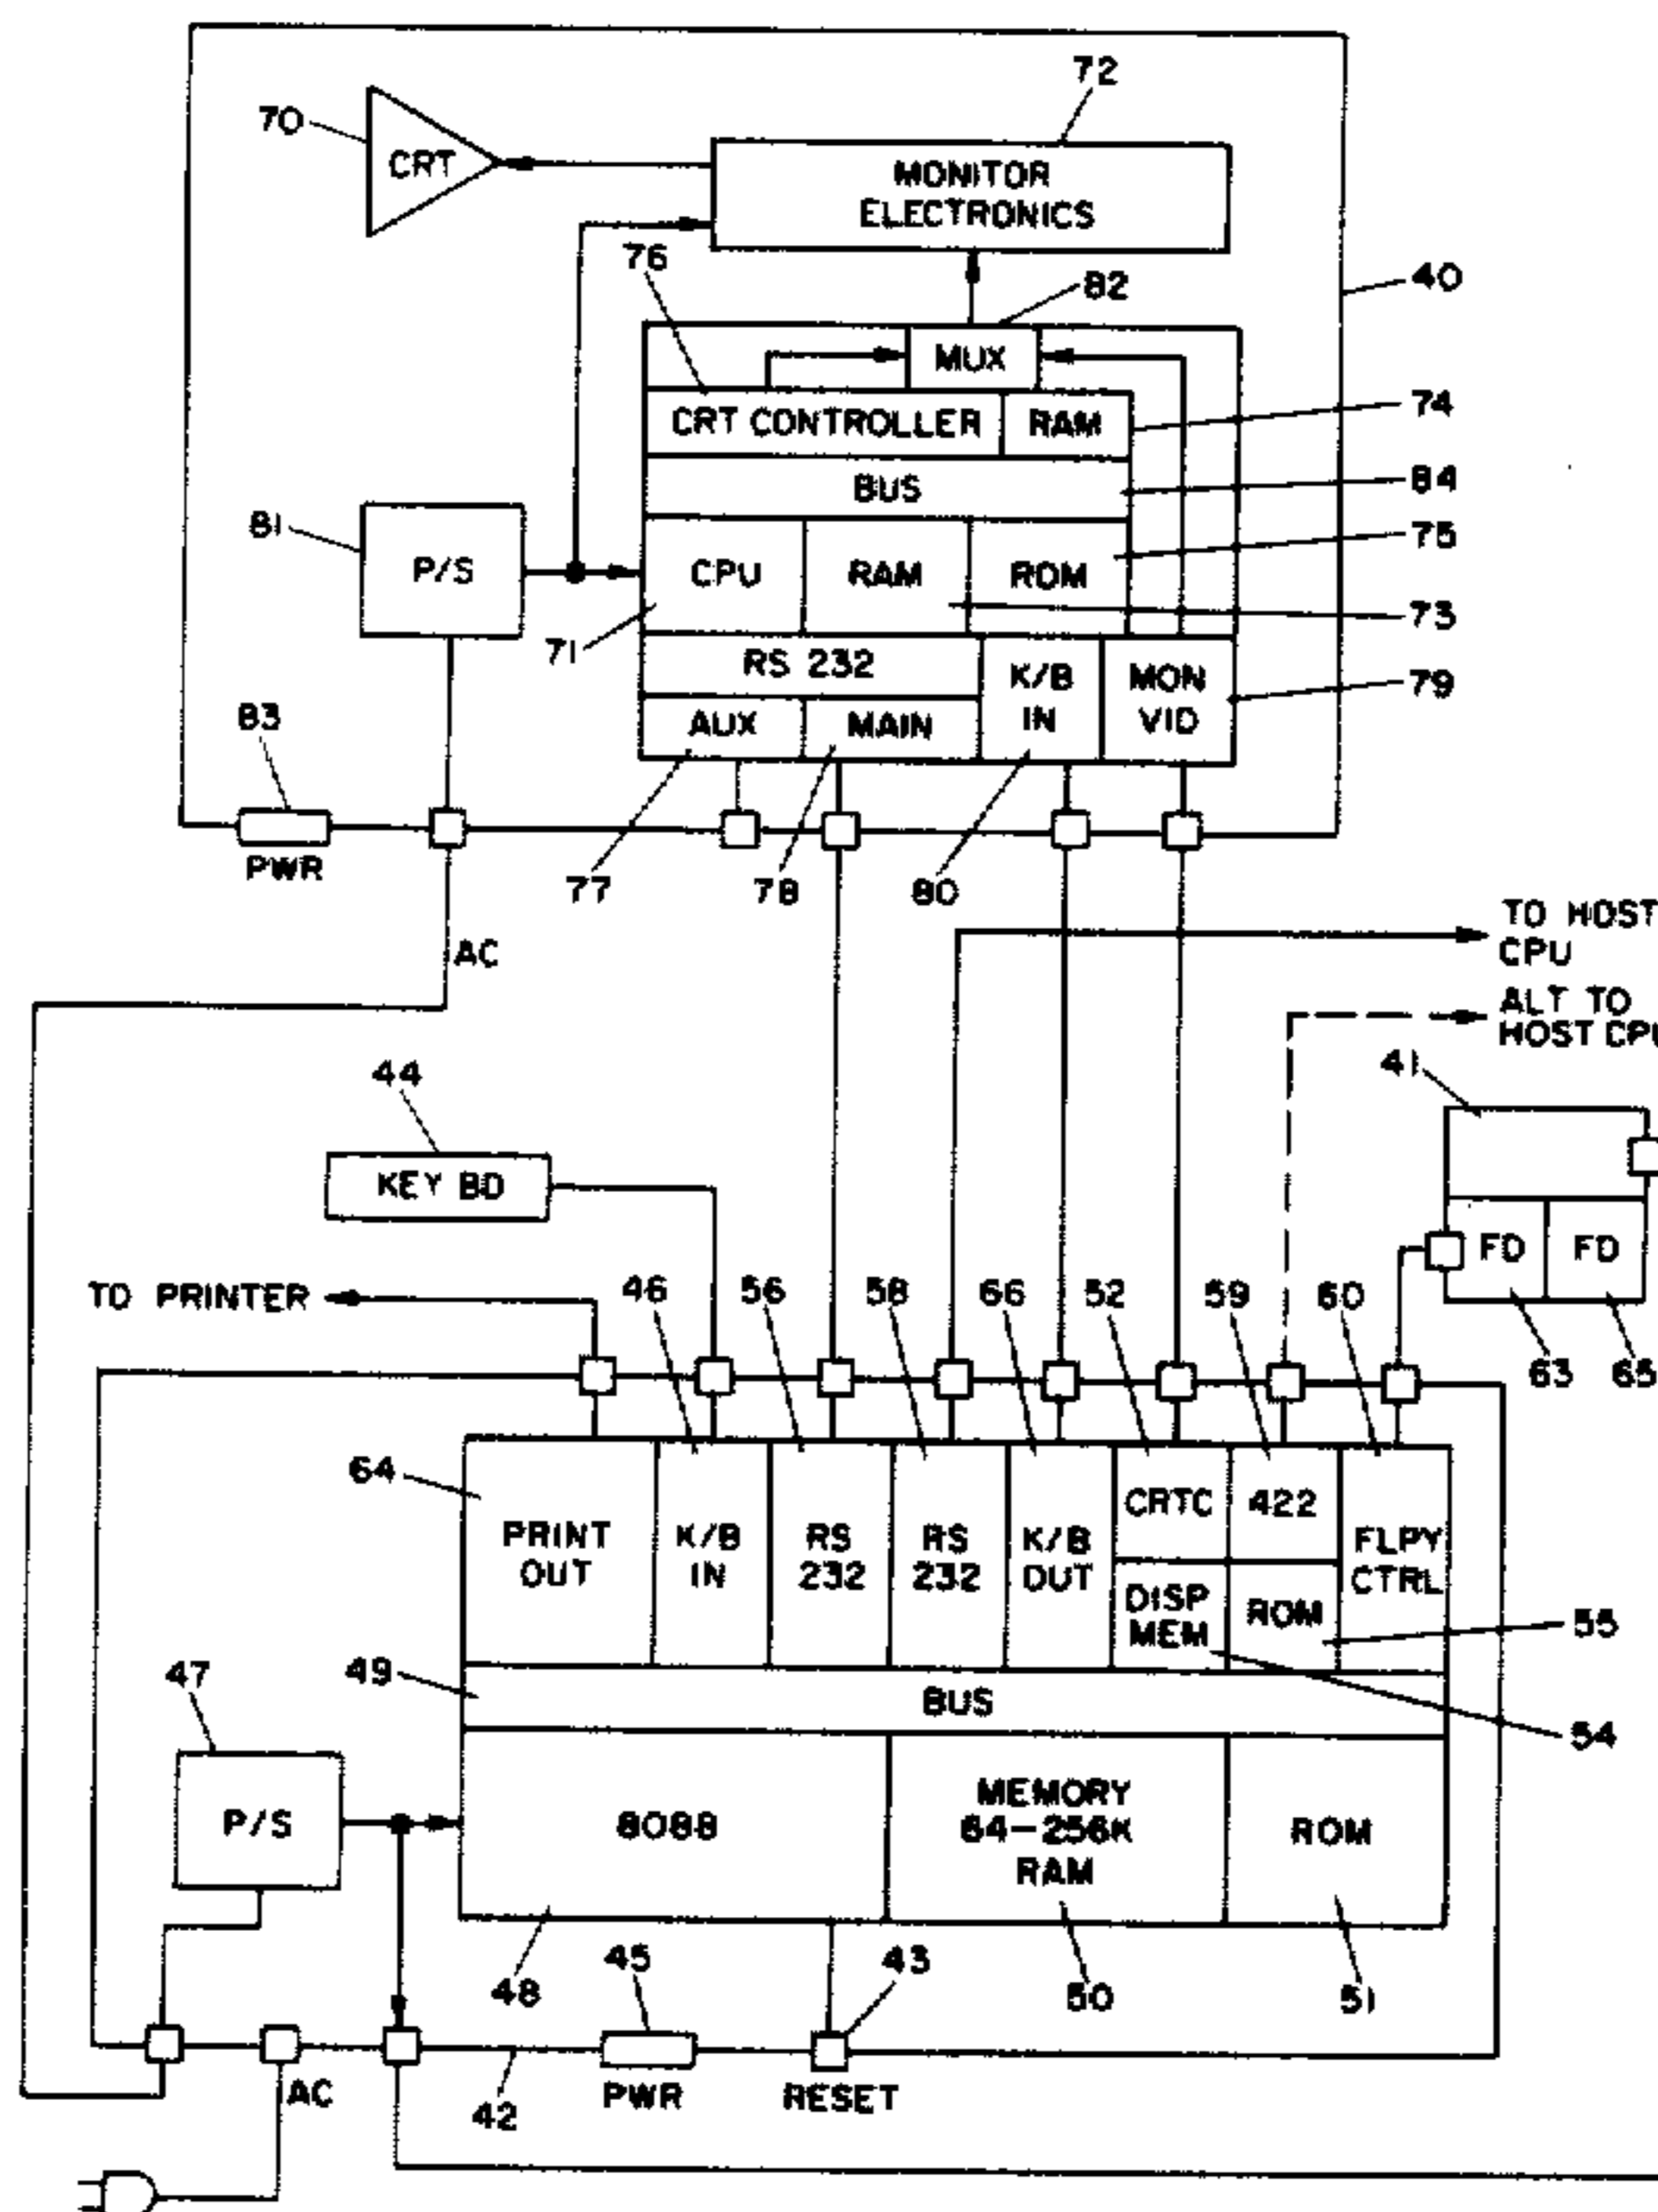 72
70
CRT
MONITOR
ELECTRONICS
76
82
40
MUX
CRT CONTROLLER
RAM
74
BUS
84
81
P/S
CPU
RAM
ROM
75
73
71
RS 232
K/B
IN
MON
VID
79
AUX
MAIN
83
PWR
77
78
80
AC
TO HOST
CPU
ALT TO
HOST CPU
41
44
KEY BD
FD
FD
63
65
TO PRINTER
46
56
58
66
52
59
60
64
PRINT
OUT
K/B
IN
RS
232
RS
232
K/B
OUT
CRTC
422
FLPY
CTRL
DISP
MEM
ROM
55
49
BUS
54
47
P/S
8088
MEMORY
64-256K
RAM
ROM
48
45
43
50
51
AC
42
PWR
RESET